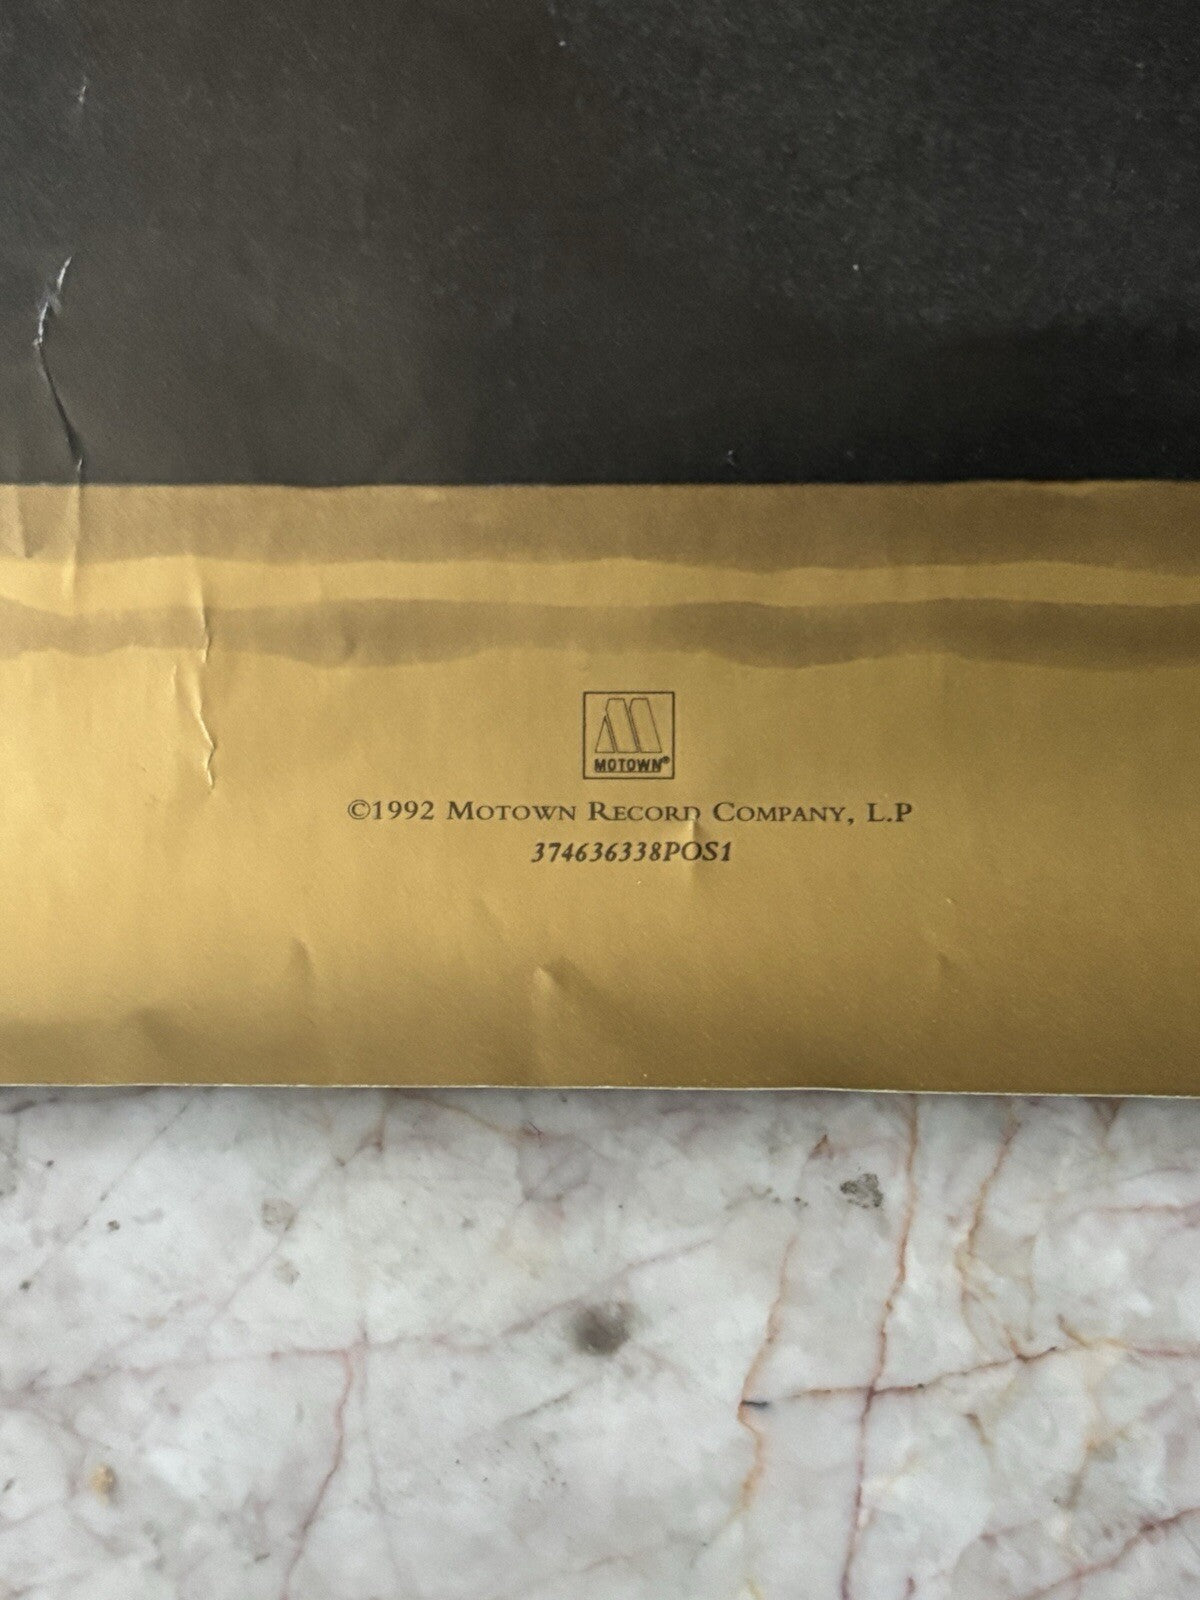 MOTOWN®
©1992 MOTOWN RECORD COMPANY, L.P
374636338POS1